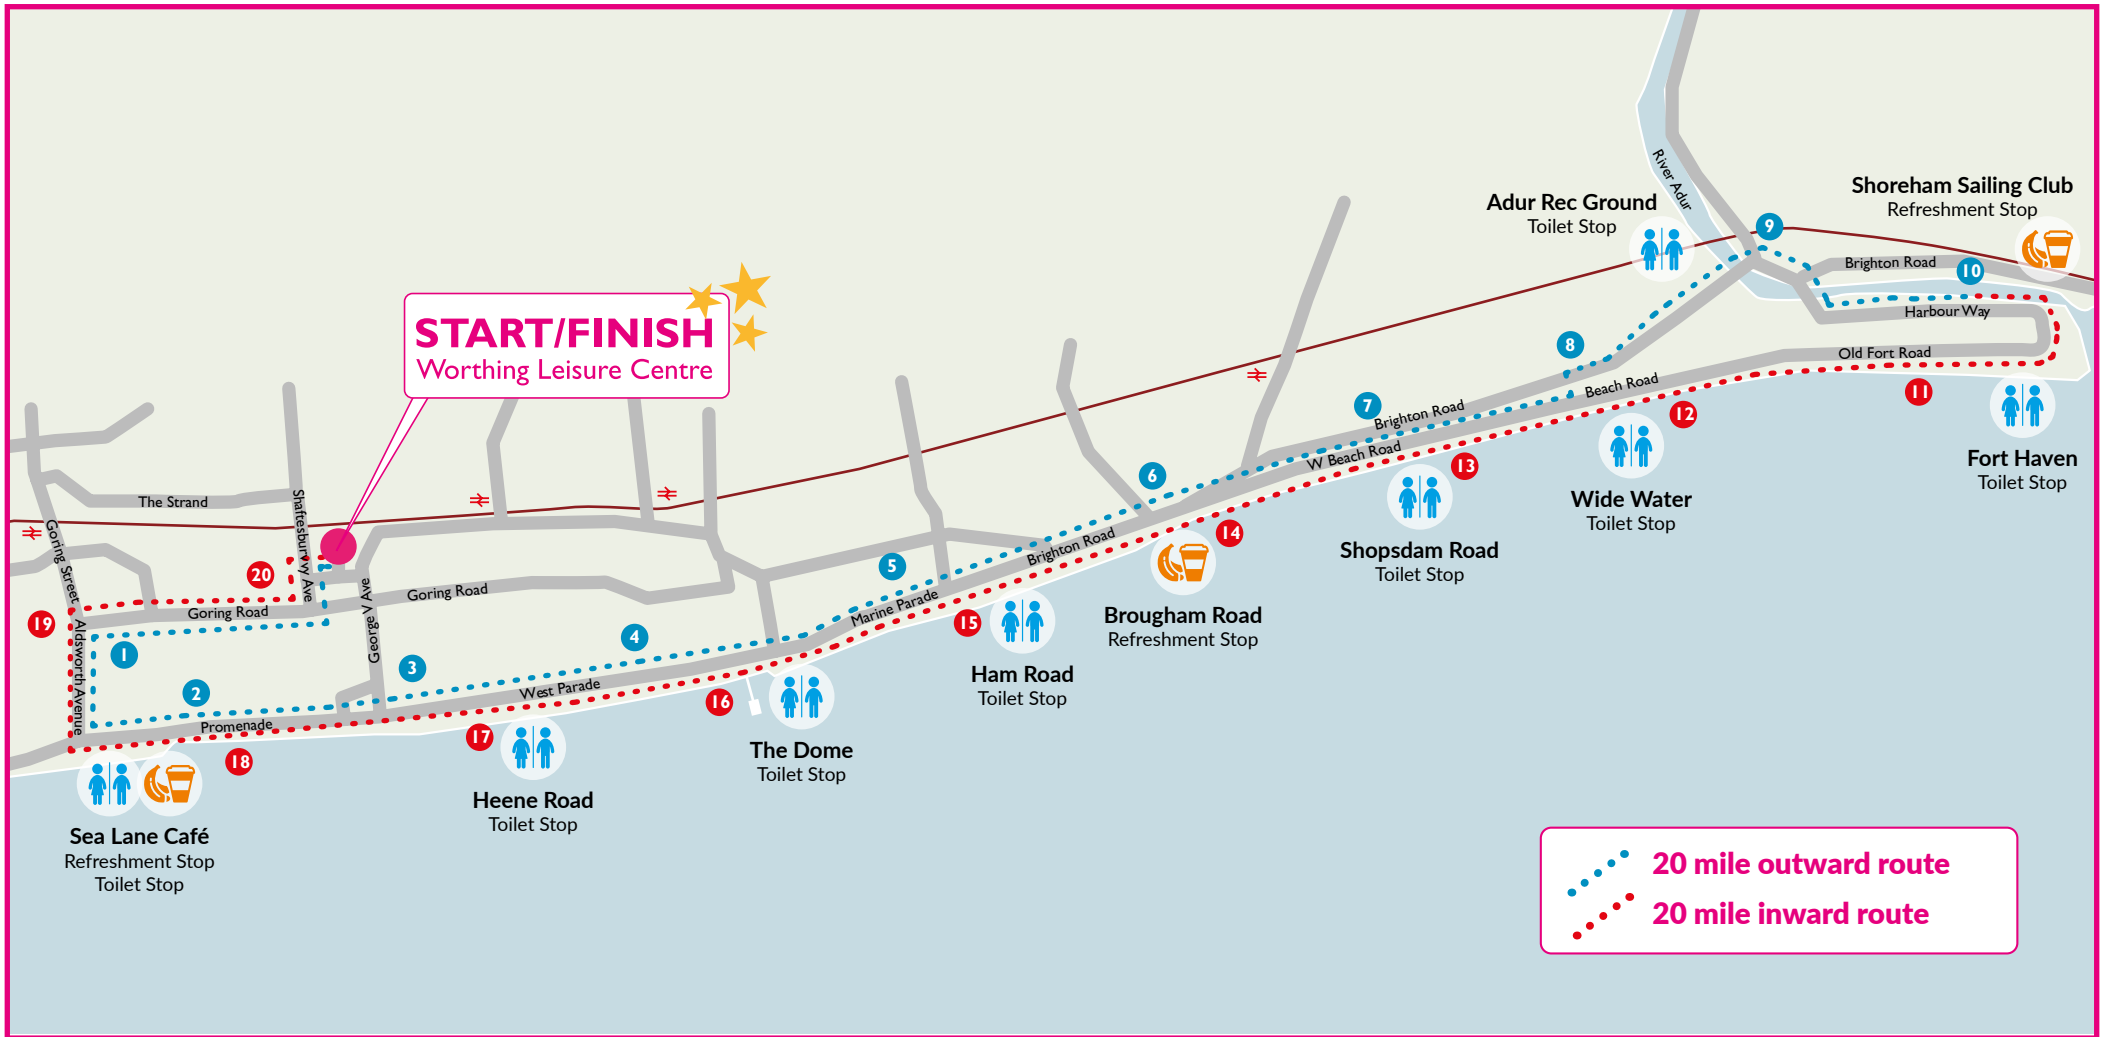 Shoreham Sailing Club
Refreshment Stop
Adur Rec Ground
Toilet Stop
River Adur
9
Brighton Road
10
Harbour Way
Old Fort Road
START/FINISH
Worthing Leisure Centre
8
Beach Road
11
12
7
Brighton Road
W Beach Road
13
Fort Haven
Toilet Stop
Wide Water
Toilet Stop
6
14
Shopsdam Road
Toilet Stop
The Strand
Shaftesburvy Ave
Goring Street
20
5
Brighton Road
Goring Road
George V Ave
Goring Road
Marine Parade
15
Brougham Road
Refreshment Stop
19
1
Aldsworth Avenue
4
3
Ham Road
Toilet Stop
2
West Parade
16
Promenade
17
18
The Dome
Toilet Stop
Heene Road
Toilet Stop
Sea Lane Café
Refreshment Stop
Toilet Stop
20 mile outward route
20 mile inward route